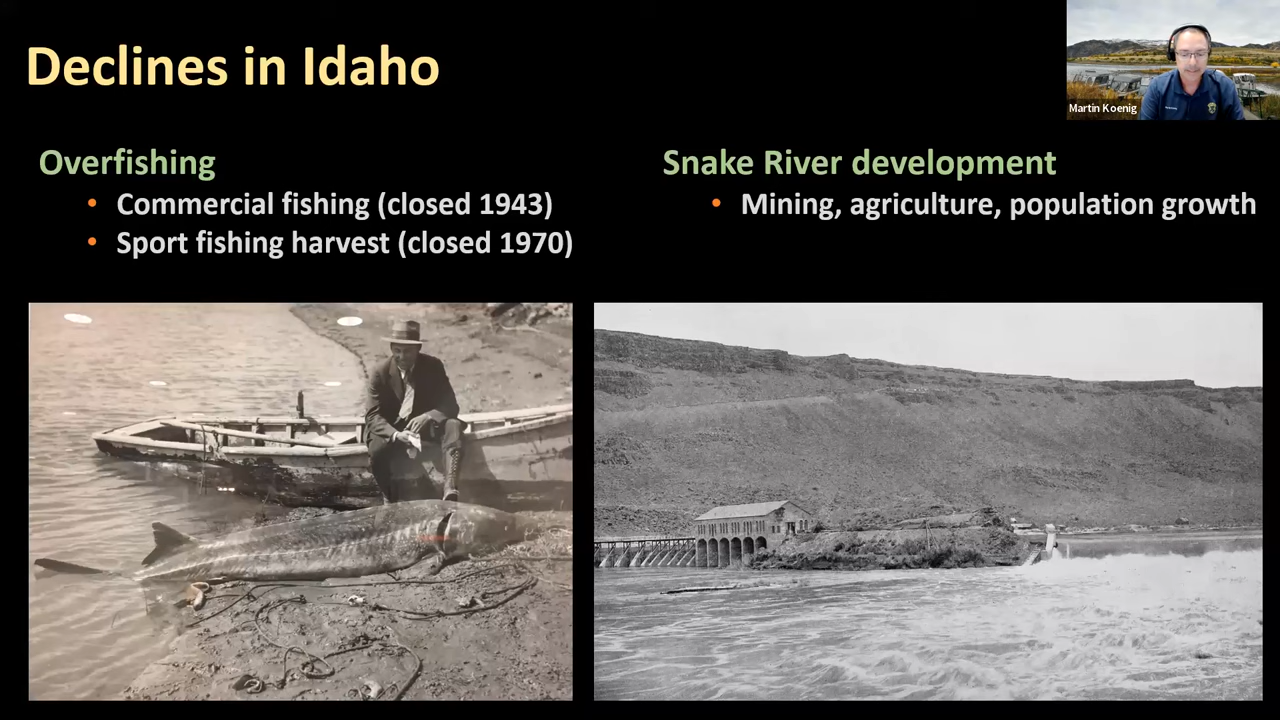 Declines in Idaho
Martin Koenig
Overfishing
• Commercial fishing (closed 1943)
• Sport fishing harvest (closed 1970)
Snake River development
• Mining, agriculture, population growth